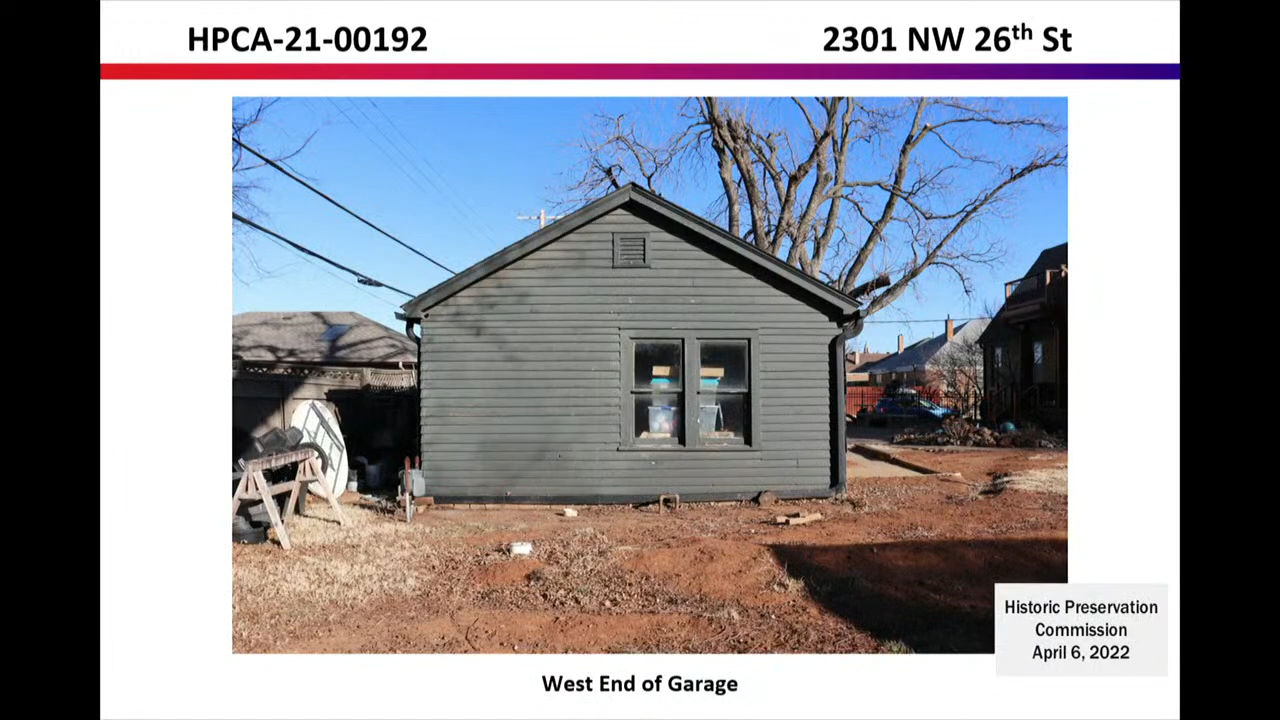 HPCA-21-00192
2301 NW 26th St
Historic Preservation
Commission
April 6, 2022
West End of Garage